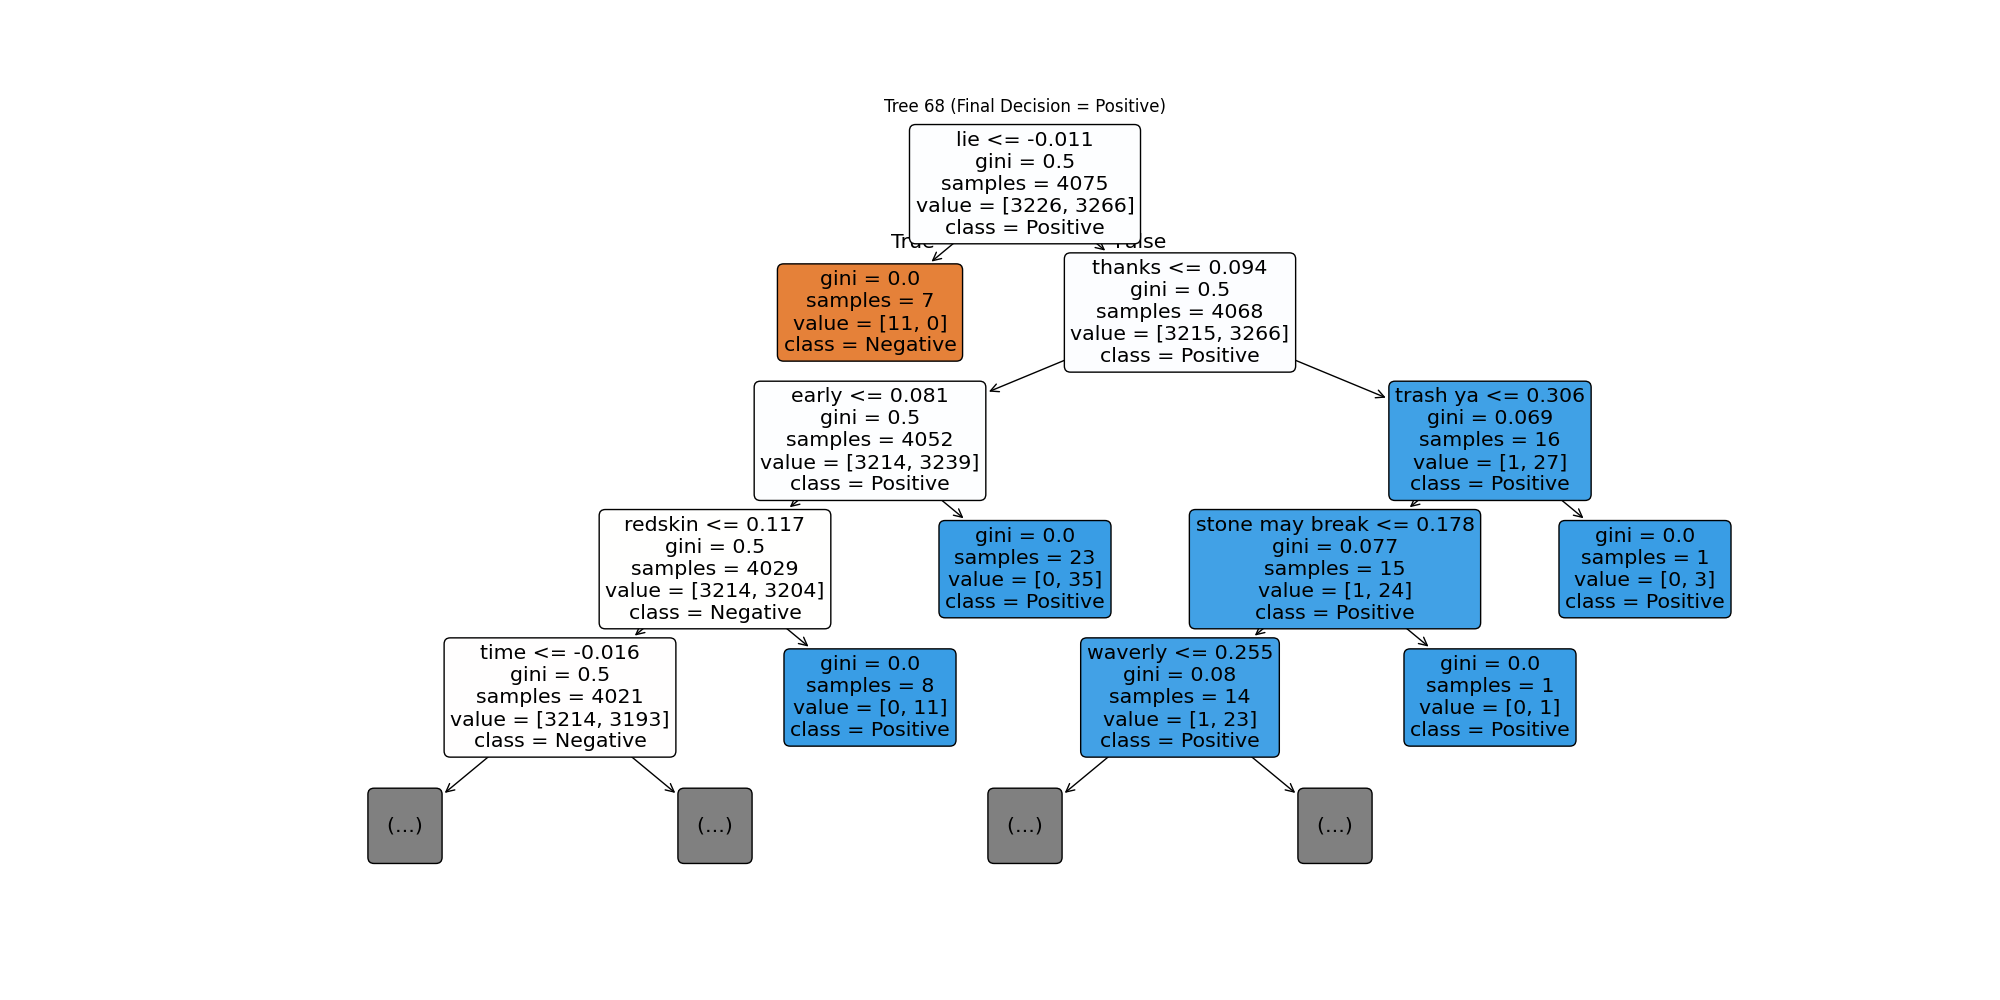 Tree 68 (Final Decision = Positive)
lie <= -0.011
gini = 0.5
samples = 4075
value = [3226, 3266]
class = Positive
True
False
gini = 0.0
samples = 7
value = [11, 0]
class = Negative
thanks <= 0.094
gini = 0.5
samples = 4068
value = [3215, 3266]
class = Positive
early <= 0.081
gini = 0.5
samples = 4052
value = [3214, 3239]
class = Positive
trash ya <= 0.306
gini = 0.069
samples = 16
value = [1, 27]
class = Positive
redskin <= 0.117
gini = 0.5
samples = 4029
value = [3214, 3204]
class = Negative
gini = 0.0
samples = 23
value = [0, 35]
class = Positive
stone may break <= 0.178
gini = 0.077
samples = 15
value = [1, 24]
class = Positive
gini = 0.0
samples = 1
value = [0, 3]
class = Positive
time <= -0.016
gini = 0.5
samples = 4021
value = [3214, 3193]
class = Negative
gini = 0.0
samples = 8
value = [0, 11]
class = Positive
waverly <= 0.255
gini = 0.08
samples = 14
value = [1, 23]
class = Positive
gini = 0.0
samples = 1
value = [0, 1]
class = Positive
(...)
(...)
(...)
(...)